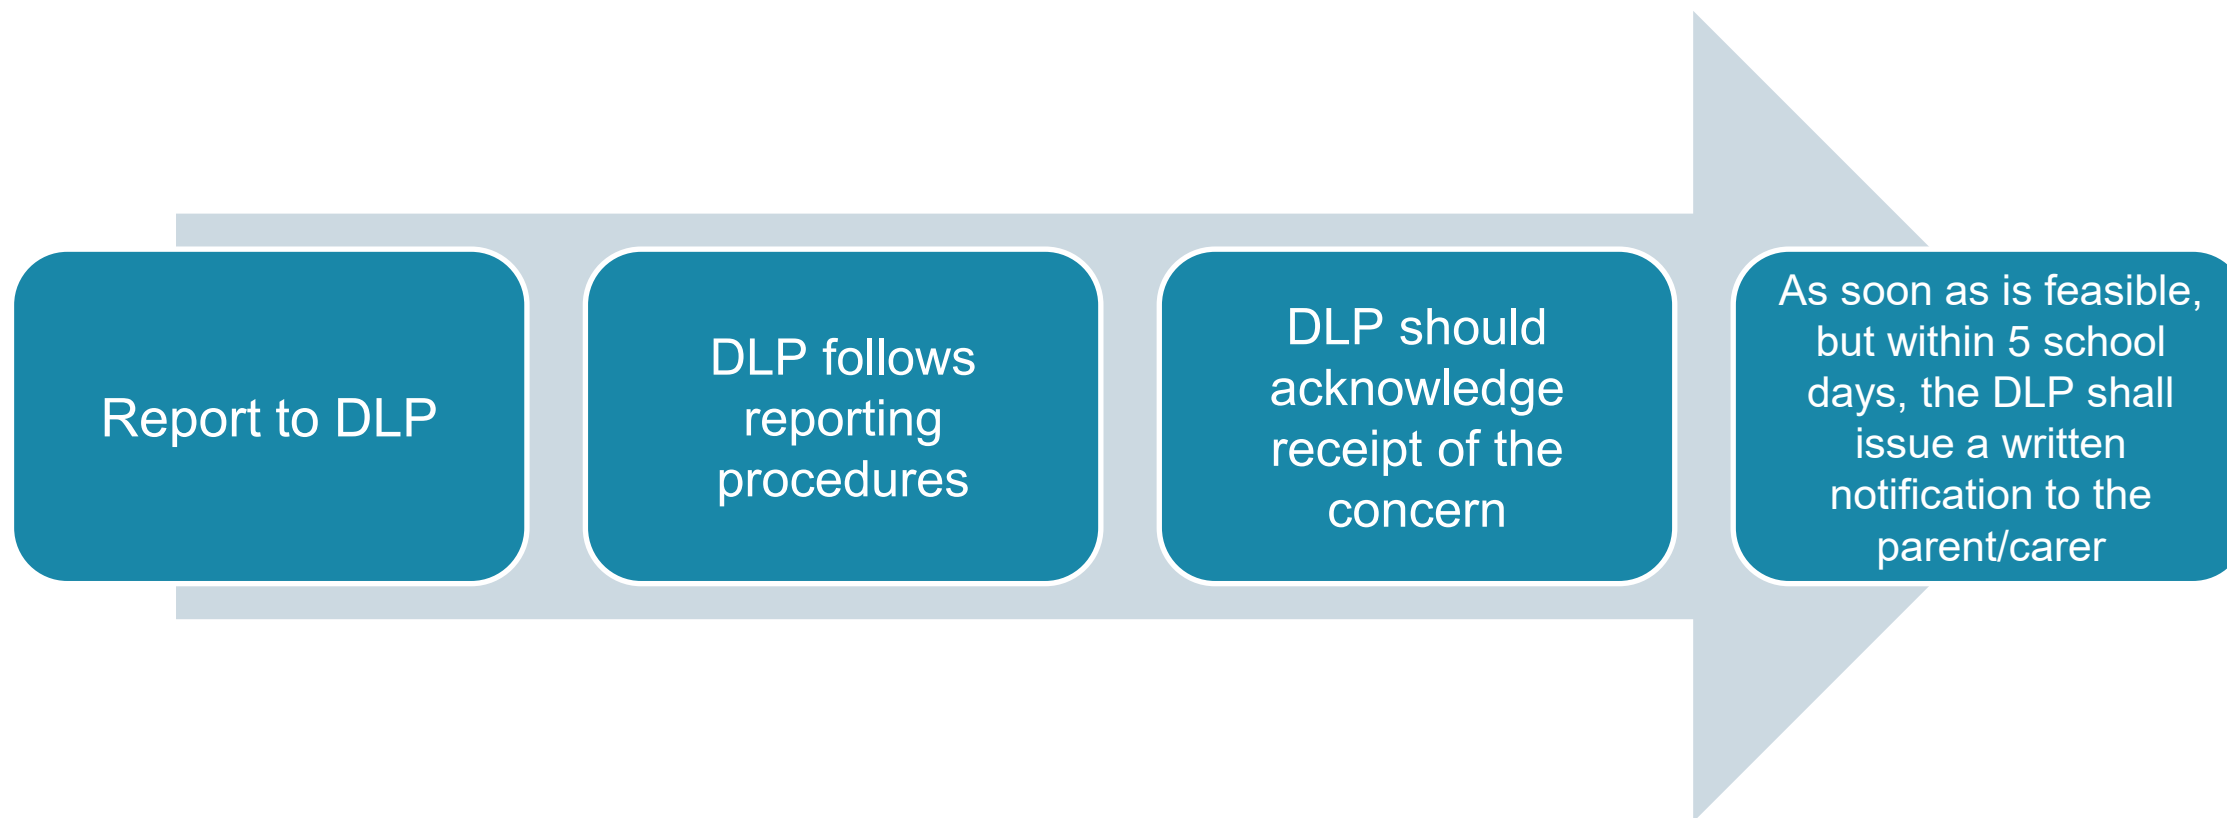 Report to DLP
DLP follows
reporting
procedures
DLP should
acknowledge
receipt of the
concern
As soon as is feasible,
but within 5 school
days, the DLP shall
issue a written
notification to the
parent/carer